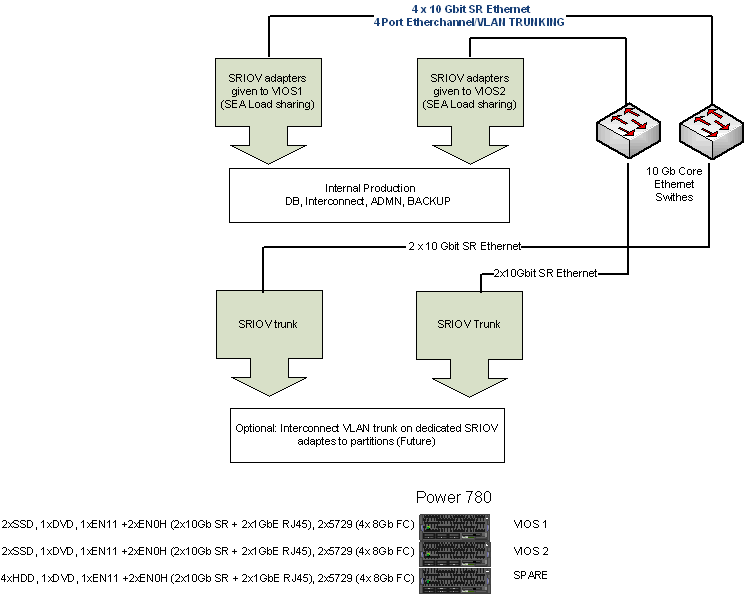 4 x 10 Gbit SR Ethernet
4 Port Etherchannel/VLAN TRUNKING
SRIOV adapters
given to VIOS1
(SEA Load sharing)
SRIOV adapters
given to VIOS2
(SEA Load sharing)
10 Gb Core
Ethernet
Swithes
Internal Production
DB, Interconnect, ADMN, BACKUP
2 x 10 Gbit SR Ethernet
2x10Gbit SR Ethernet
SRIOV trunk
SRIOV Trunk
Optional: Interconnect VLAN trunk on dedicated SRIOV
adaptes to partitions (Future)
Power 780
2xSSD, 1xDVD, 1xEN11 +2xEN0H (2x10Gb SR + 2x1GbE RJ45), 2x5729 (4x 8Gb FC)
VIOS 1
2xSSD, 1xDVD, 1xEN11 +2xEN0H (2x10Gb SR + 2x1GbE RJ45), 2x5729 (4x 8Gb FC)
VIOS 2
4xHDD, 1xDVD, 1xEN11 +2xEN0H (2x10Gb SR + 2x1GbE RJ45), 2x5729 (4x 8Gb FC)
SPARE